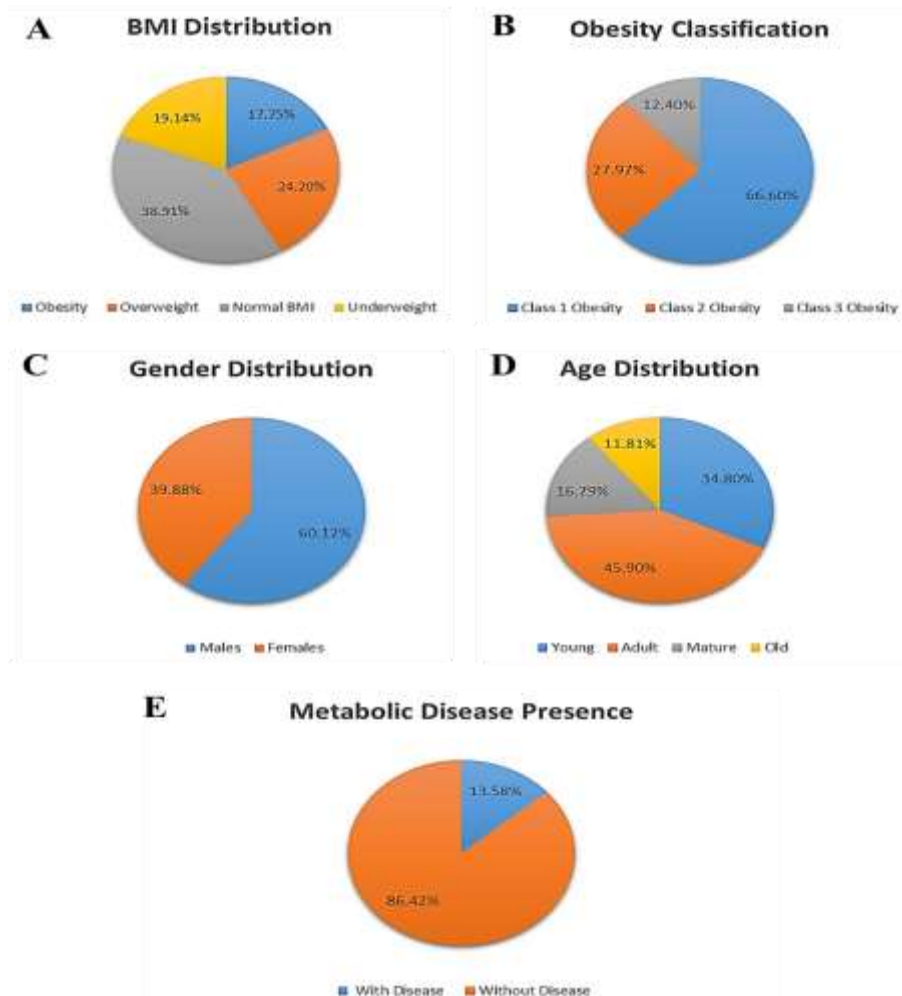 A
BMI Distribution
19.14%
17.25%
24.20%
38.91%
Obesity Overweight Normal BMI Underweight
B
Obesity Classification
12.40%
27.97%
66.60%
Class 1 Obesity Class 2 Obesity Class 3 Obesity
C
Gender Distribution
39.88%
60.12%
Males Females
D
Age Distribution
11.81%
16.29%
34.80%
45.90%
Young Adult Mature Old
E
Metabolic Disease Presence
13.58%
86.42%
With Disease Without Disease